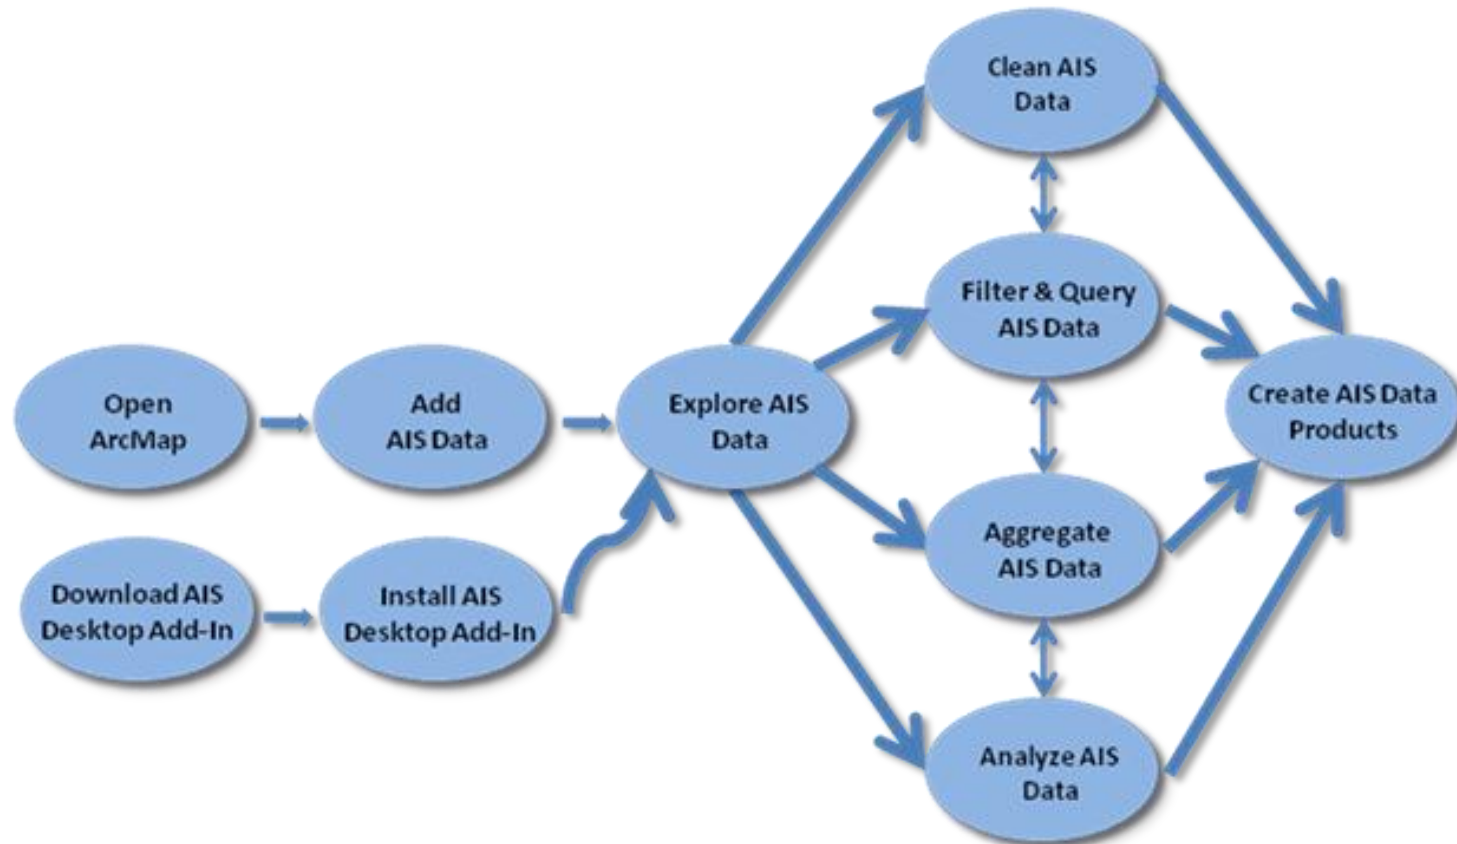 Clean AIS
Data
Filter & Query
AIS Data
Open
ArcMap
Add
AIS Data
Explore AIS
Data
Create AIS Data
Products
Aggregate
AIS Data
Download AIS
Desktop Add-In
Install AIS
Desktop Add-In
Analyze AIS
Data